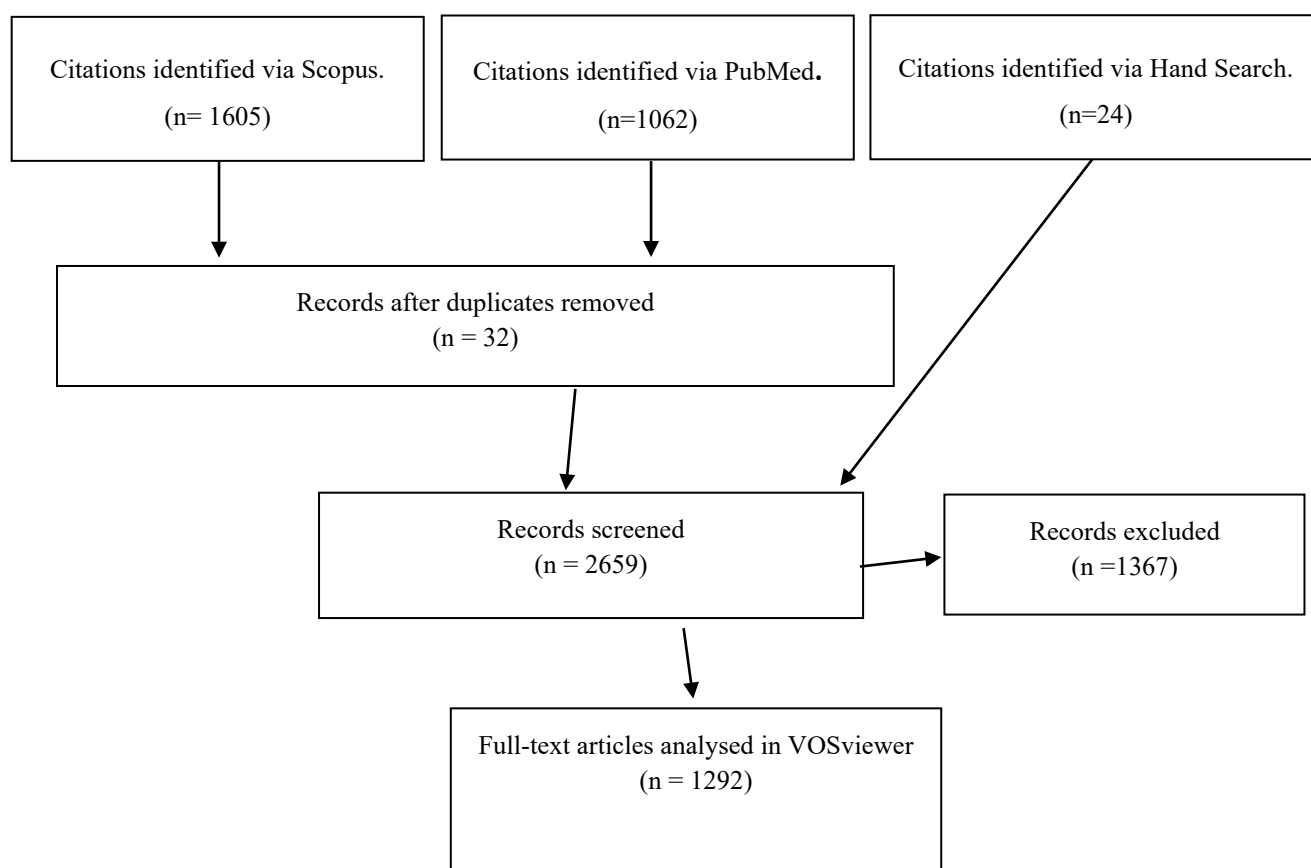 Citations identified via Scopus.
(n= 1605)
Citations identified via PubMed.
(n=1062)
Citations identified via Hand Search.
(n=24)
Records after duplicates removed
(n = 32)
Records screened
(n = 2659)
Records excluded
(n =1367)
Full-text articles analysed in VOSviewer
(n = 1292)